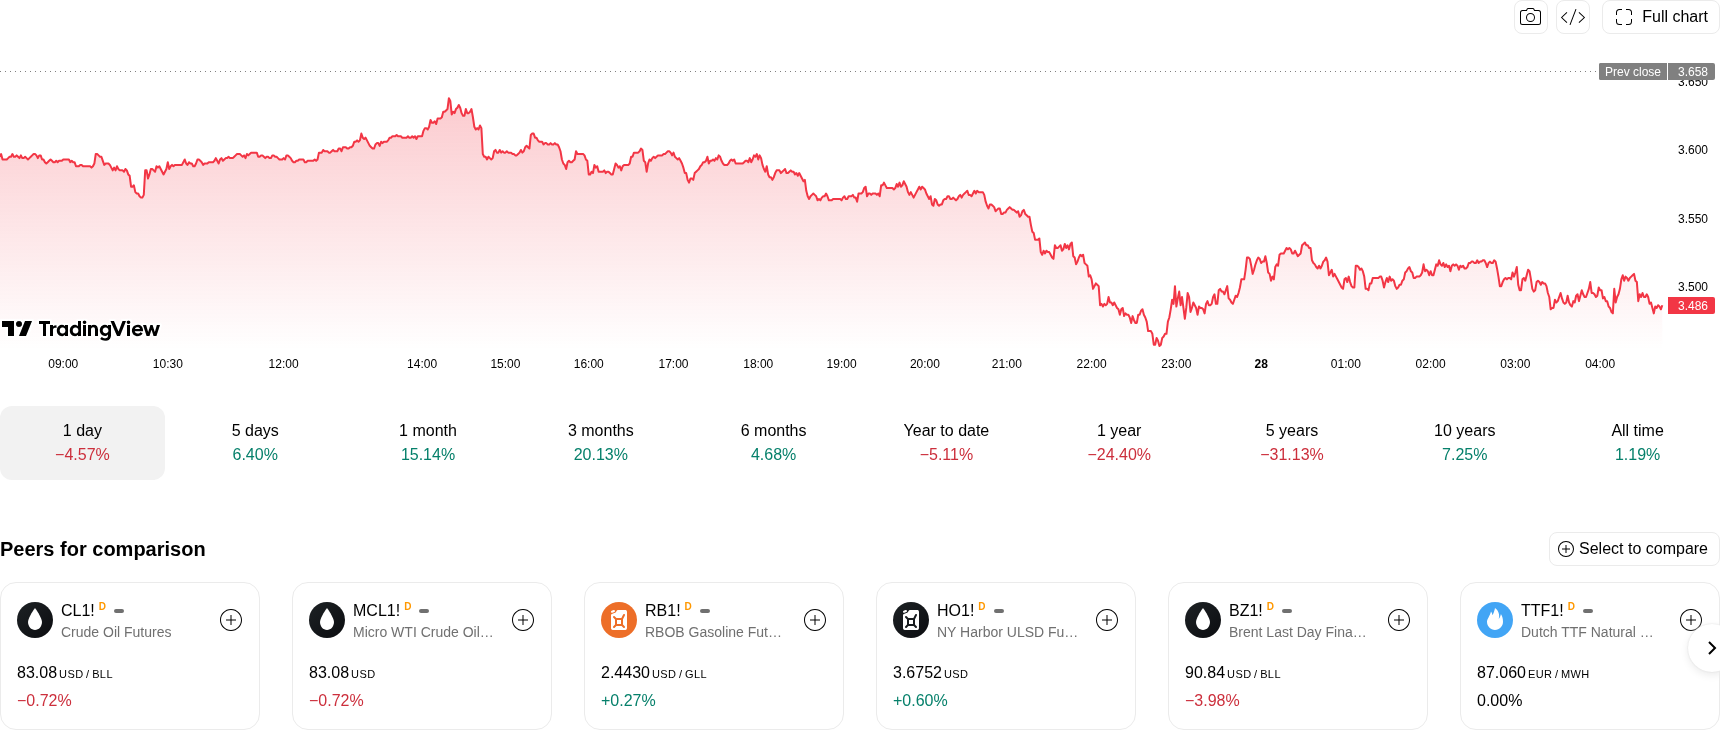 Full chart
Prev close 3.658
3.650
3.600
3.550
3.500
3.486
TradingView
09:00 10:30 12:00 14:00 15:00 16:00 17:00 18:00 19:00 20:00 21:00 22:00 23:00 28 01:00 02:00 03:00 04:00
1 day 5 days 1 month 3 months 6 months Year to date 1 year 5 years 10 years All time
−4.57% 6.40% 15.14% 20.13% 4.68% −5.11% −24.40% −31.13% 7.25% 1.19%
Peers for comparison
Select to compare
CL1! D
Crude Oil Futures
83.08 USD / BLL
−0.72%
MCL1! D
Micro WTI Crude Oil…
83.08 USD
−0.72%
RB1! D
RBOB Gasoline Fut…
2.4430 USD / GLL
+0.27%
HO1! D
NY Harbor ULSD Fu…
3.6752 USD
+0.60%
BZ1! D
Brent Last Day Fina…
90.84 USD / BLL
−3.98%
TTF1! D
Dutch TTF Natural …
87.060 EUR / MWH
0.00%